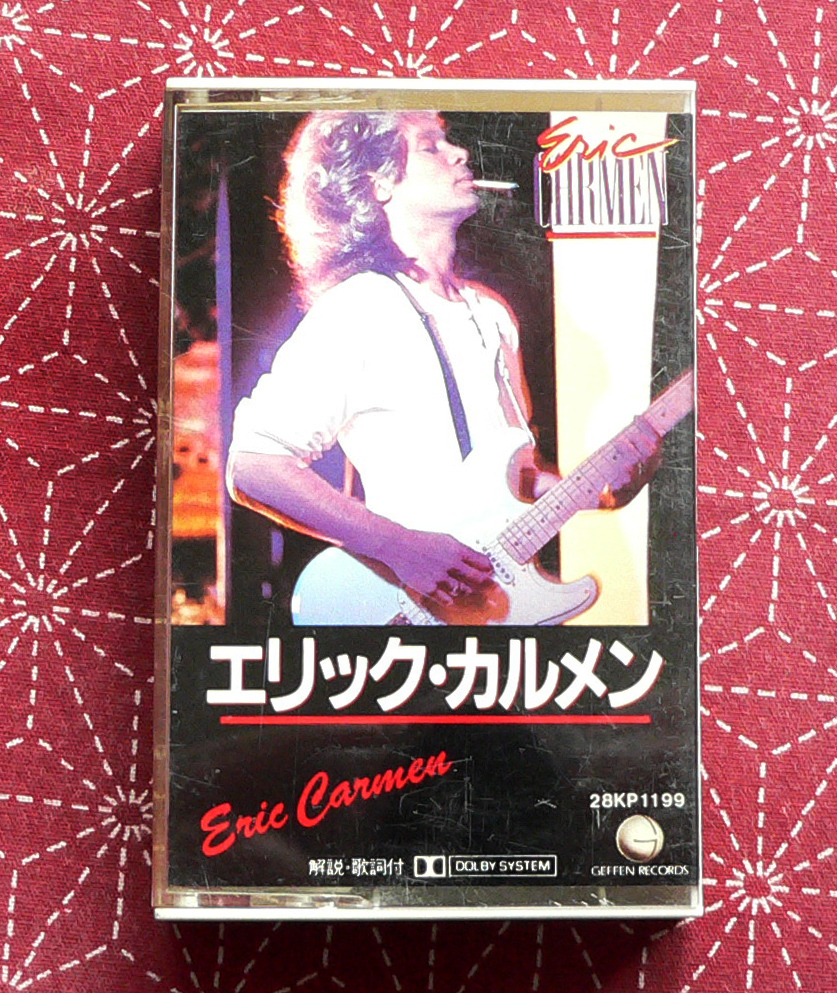 Eric
CARMEN
エリック・カルメン
Eric Carmen
28KP1199
G
解説・歌詞付 DOLBY SYSTEM
GEFFEN RECORDS